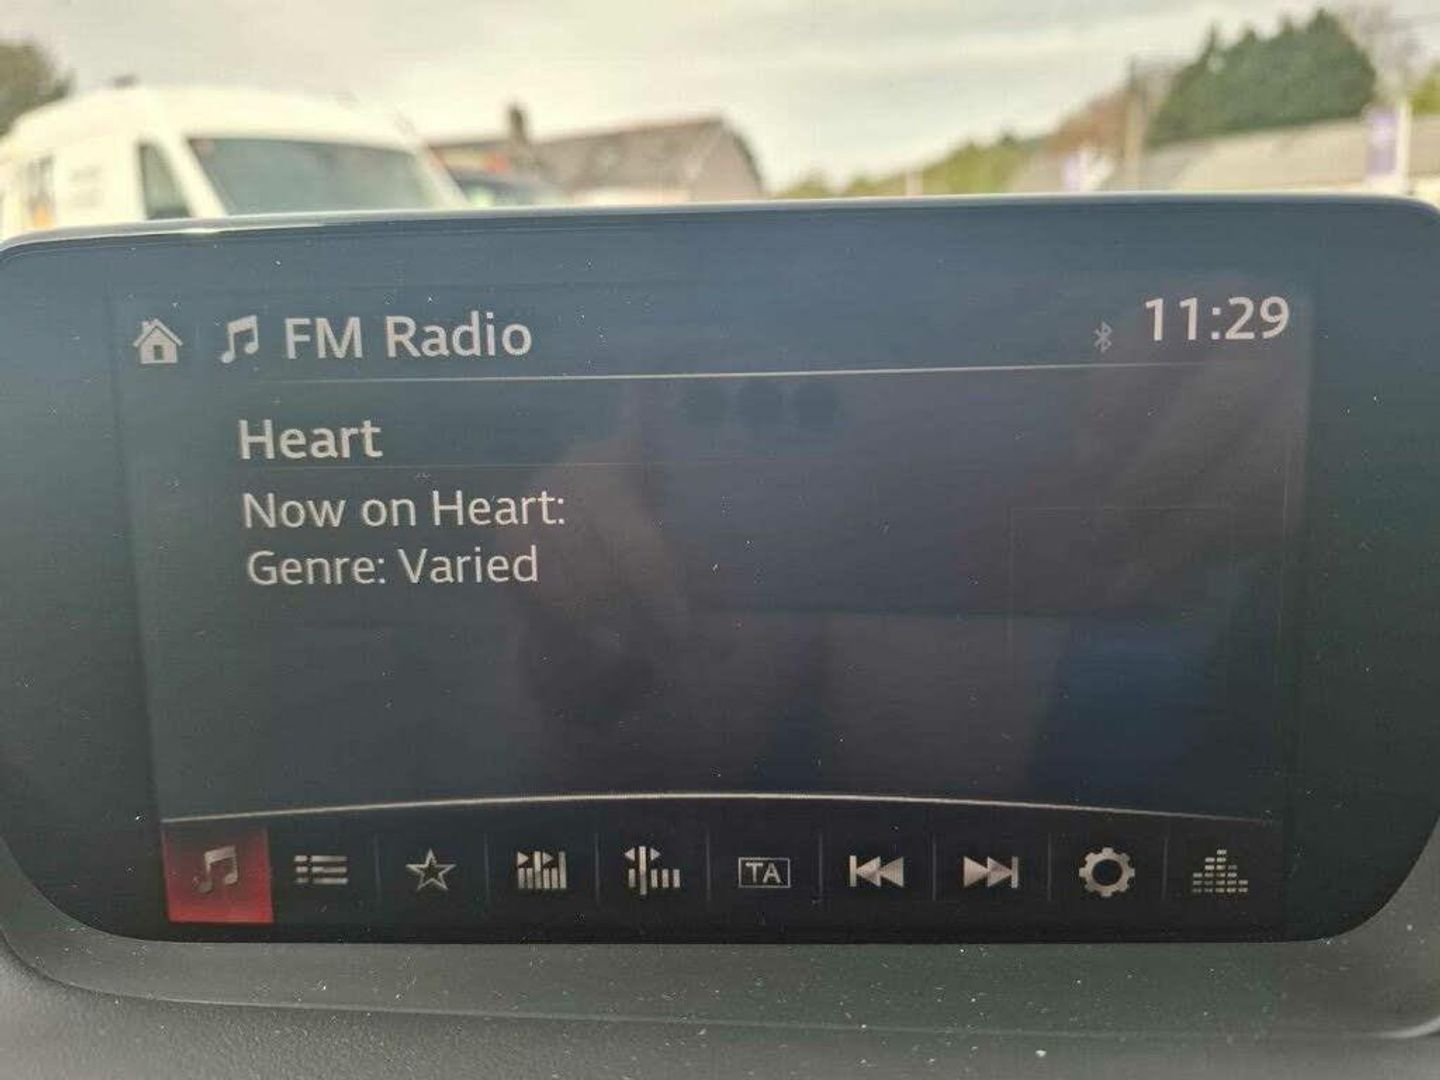 FM Radio
11:29
Heart
Now on Heart:
Genre: Varied
TA